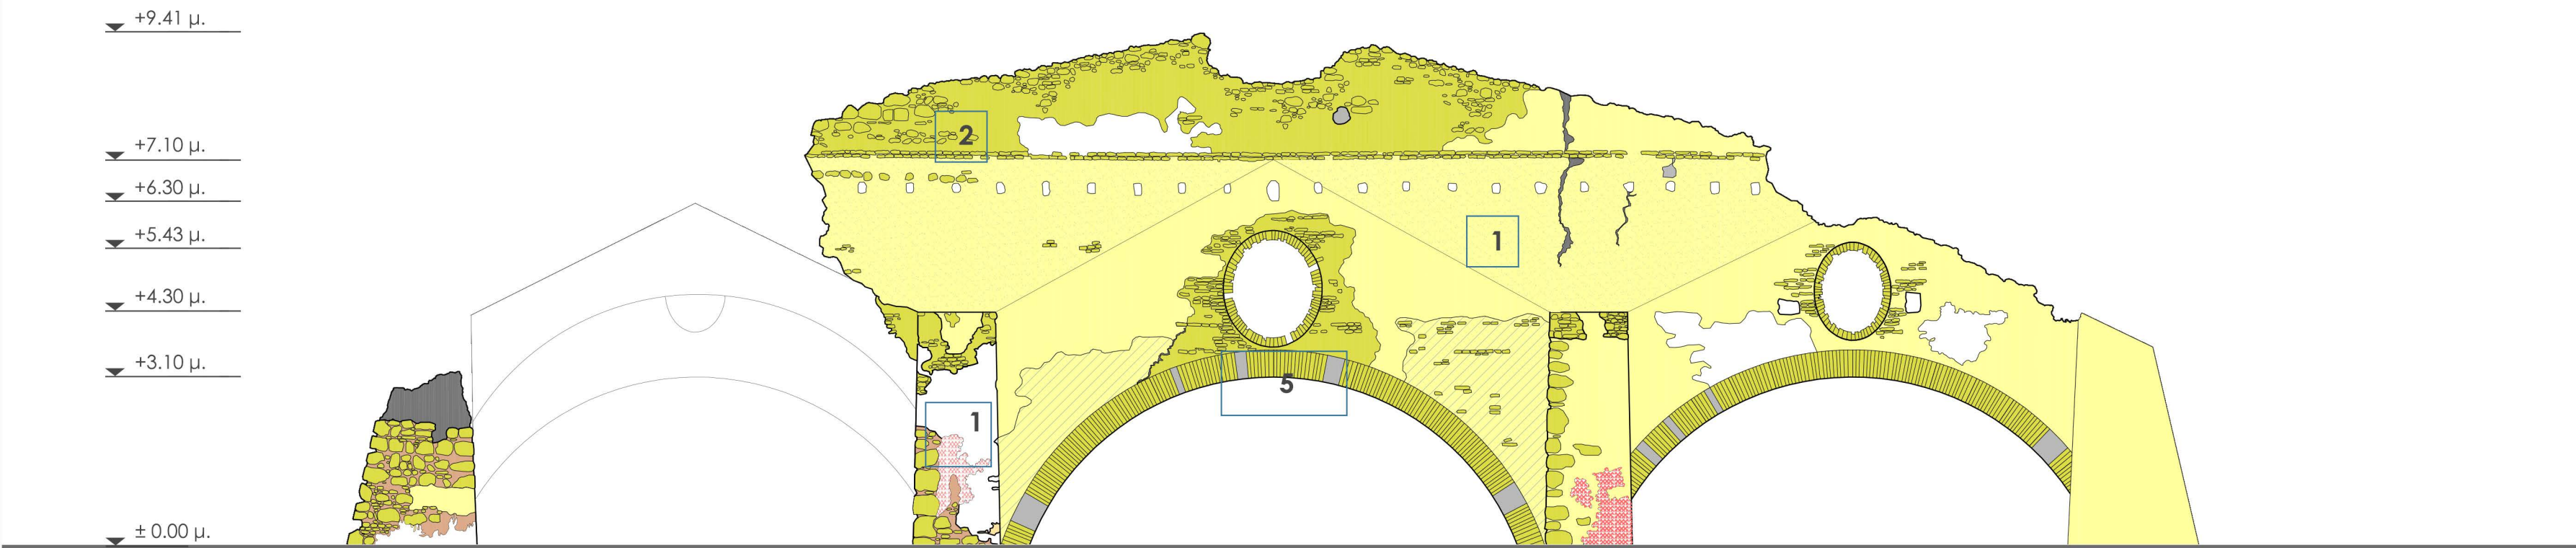 +9.41 μ.
+7.10 μ.
+6.30 μ.
+5.43 μ.
+4.30 μ.
+3.10 μ.
± 0.00 μ.
2
1
5
1